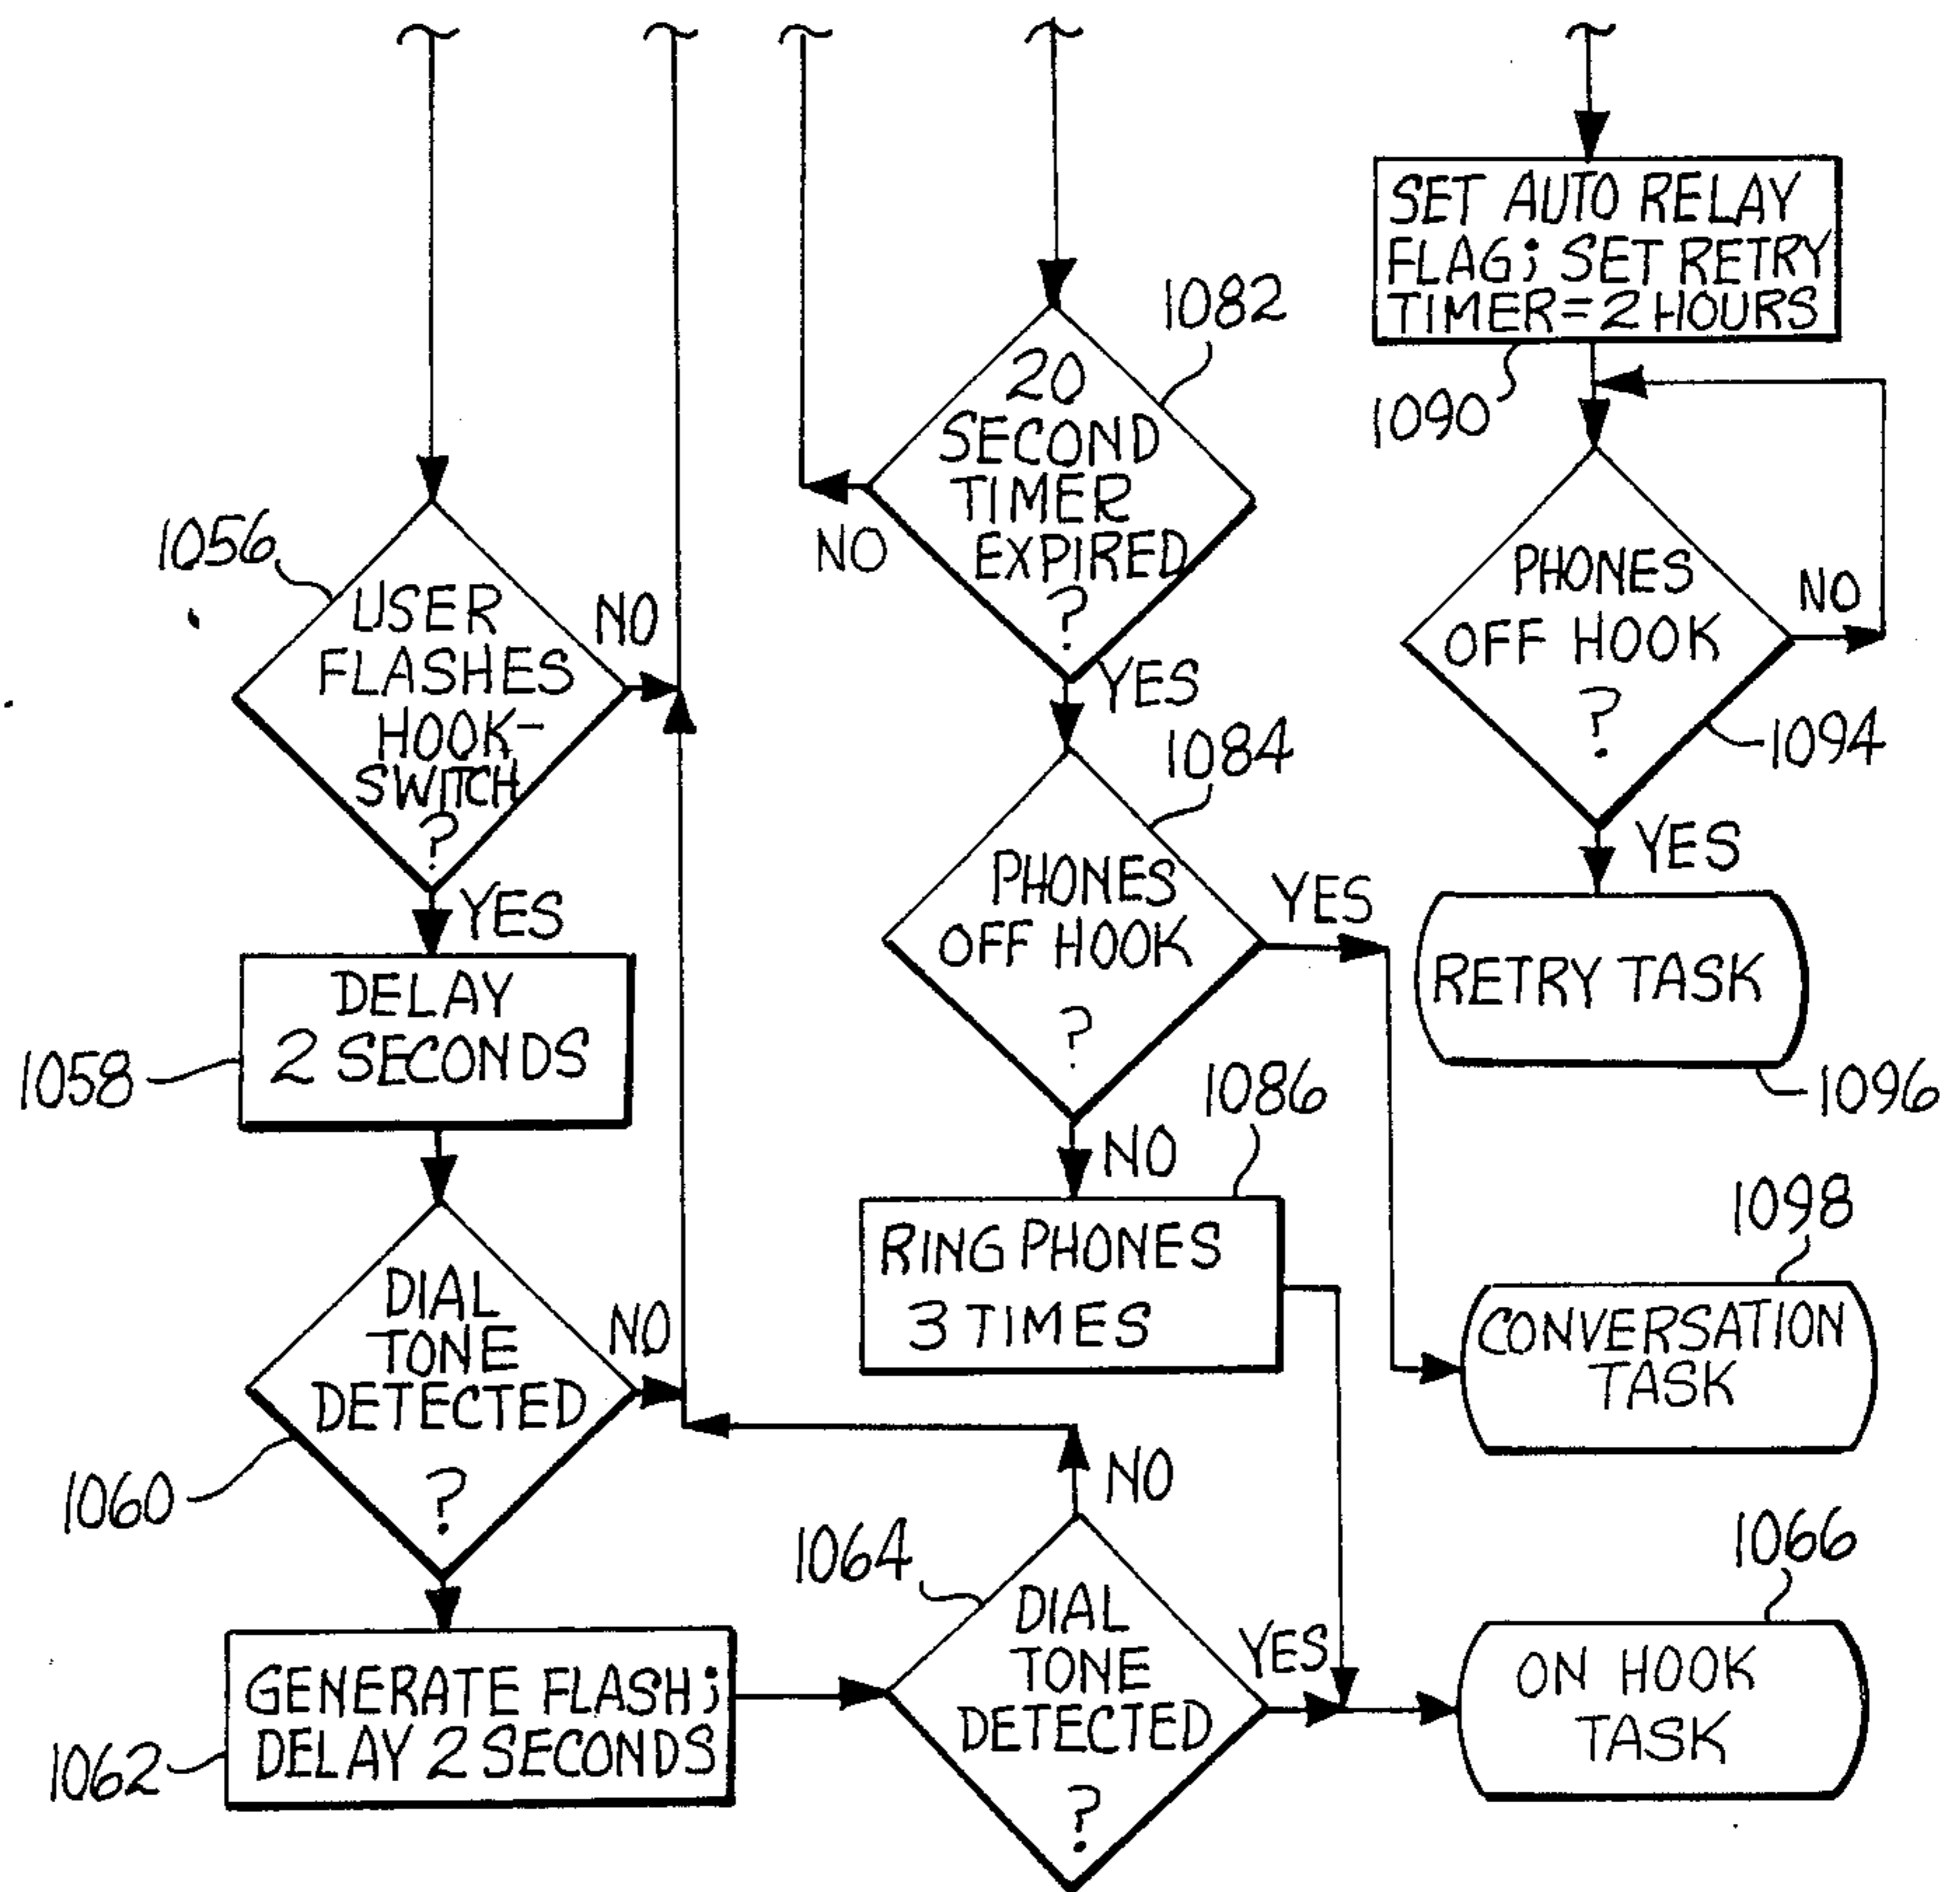 SET AUTO RELAY
FLAG; SET RETRY
TIMER=2 HOURS
1090
1082
20
SECOND
TIMER
EXPIRED
?
NO
YES
1056
USER
FLASHES
HOOK-
SWITCH
?
NO
YES
PHONES
OFF HOOK
?
NO
1094
YES
1084
PHONES
OFF HOOK
?
YES
NO
RETRY TASK
1096
DELAY
2 SECONDS
1058
1086
RING PHONES
3 TIMES
1098
CONVERSATION
TASK
DIAL
TONE
DETECTED
?
NO
1060
1064
DIAL
TONE
DETECTED
?
NO
YES
1066
ON HOOK
TASK
GENERATE FLASH;
DELAY 2 SECONDS
1062